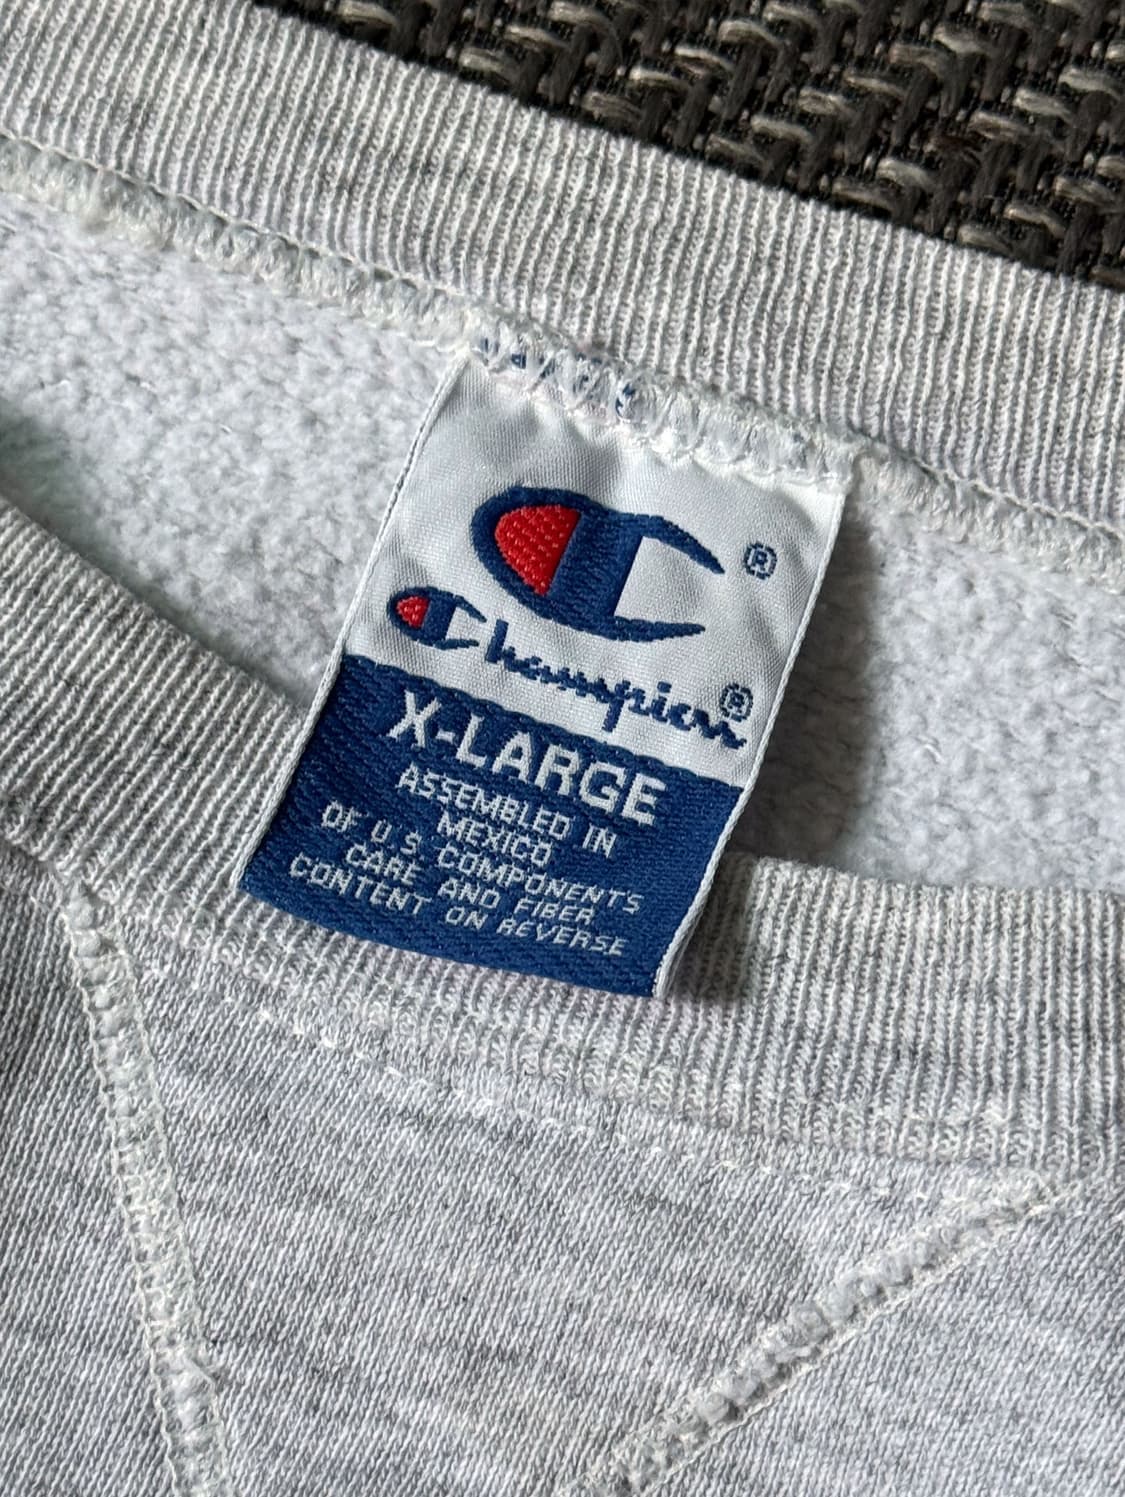 ®
Champion®
X-LARGE
ASSEMBLED IN
MEXICO
OF U.S. COMPONENTS
CARE AND FIBER
CONTENT ON REVERSE